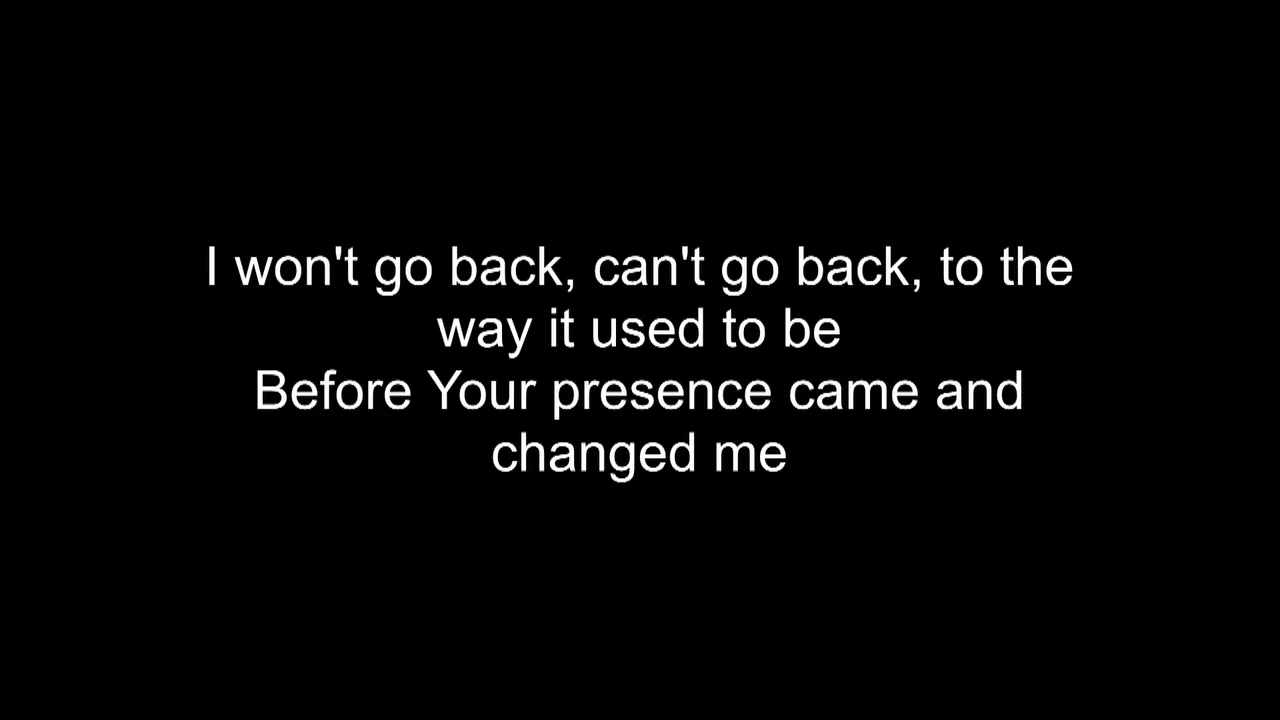 I won't go back, can't go back, to the
way it used to be
Before Your presence came and
changed me